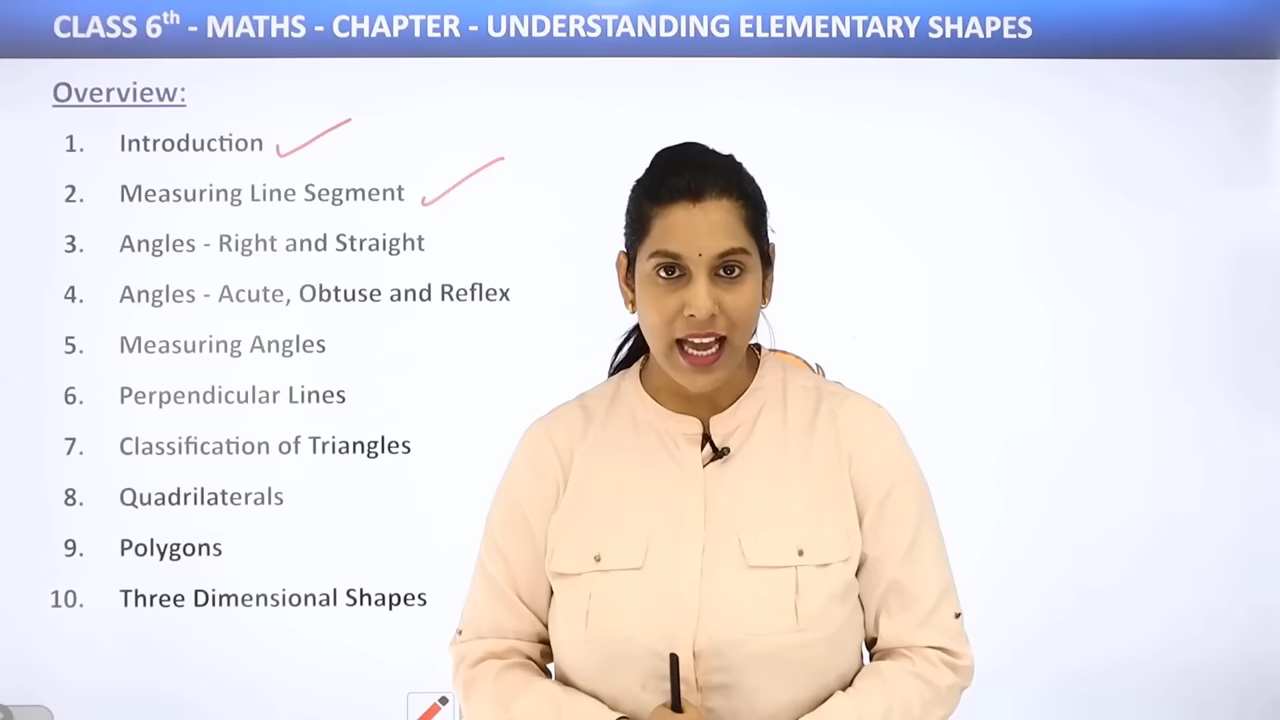 CLASS 6th - MATHS - CHAPTER - UNDERSTANDING ELEMENTARY SHAPES
Overview:
1. Introduction
2. Measuring Line Segment
3. Angles - Right and Straight
4. Angles - Acute, Obtuse and Reflex
5. Measuring Angles
6. Perpendicular Lines
7. Classification of Triangles
8. Quadrilaterals
9. Polygons
10. Three Dimensional Shapes